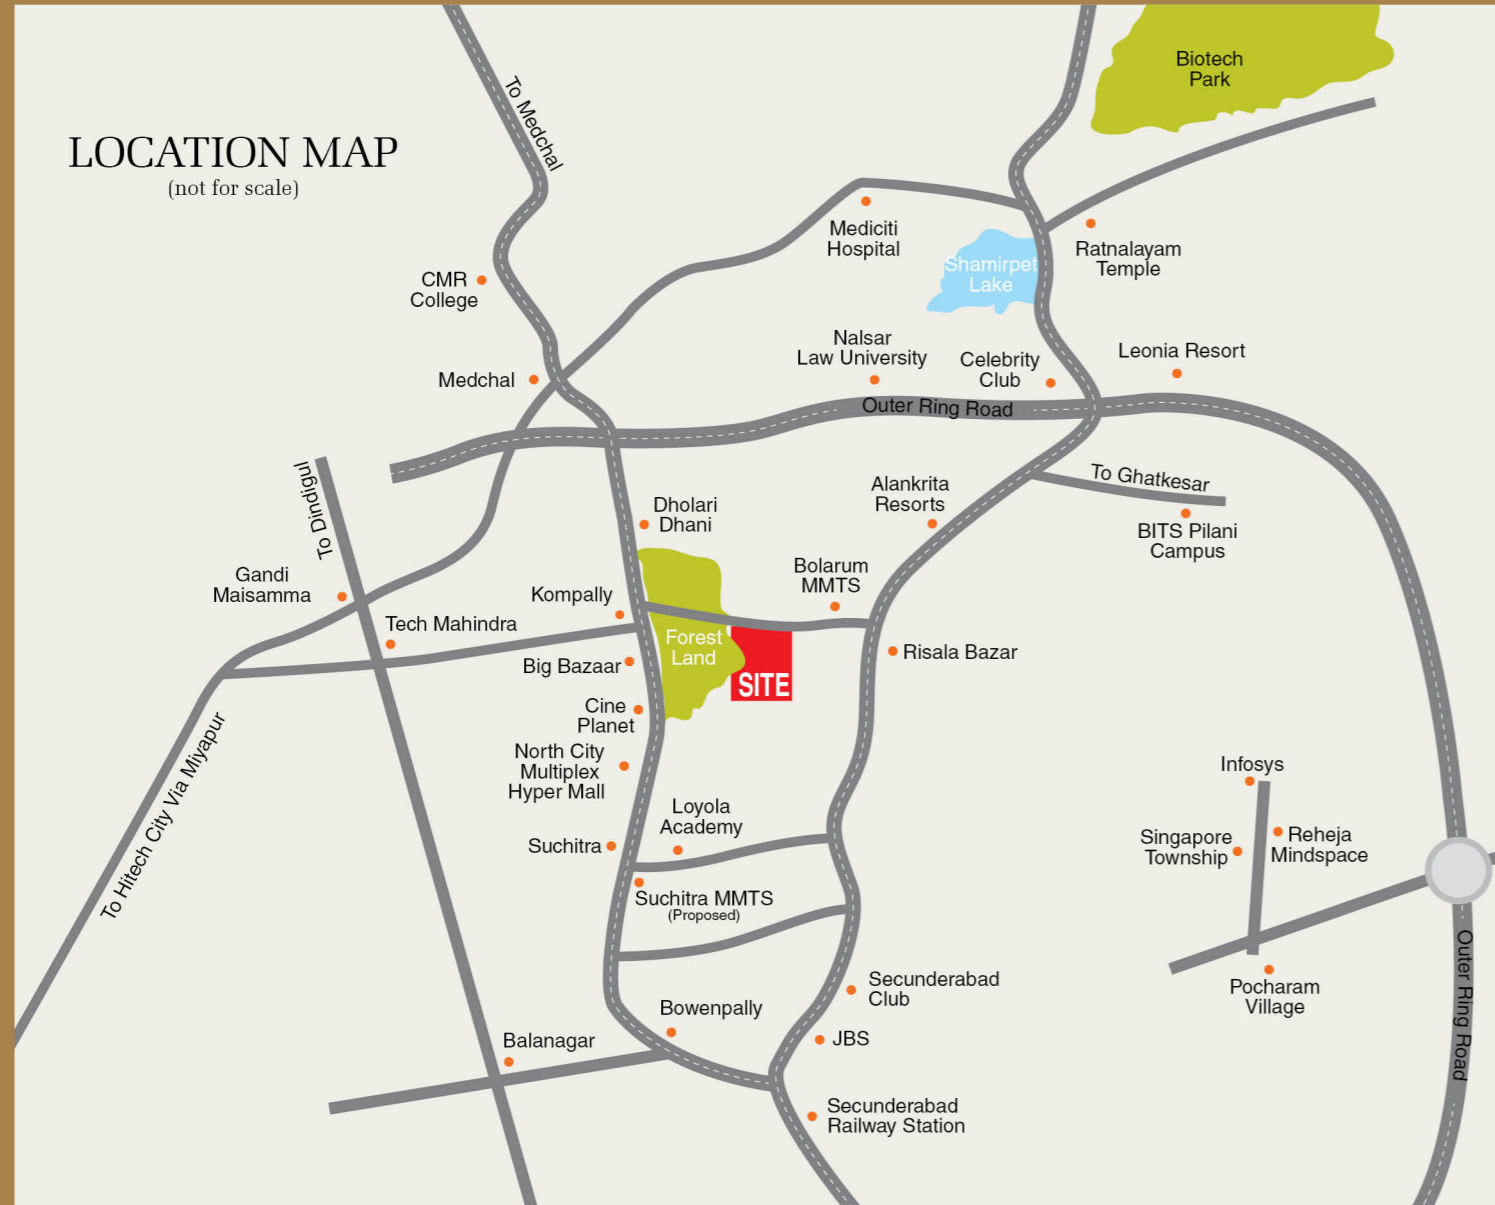 Biotech
Park
To Medchal
LOCATION MAP
(not for scale)
Mediciti
Hospital
Ratnalayam
Temple
Shamirpet
Lake
CMR
College
Nalsar
Law University
Celebrity
Club
Leonia Resort
Medchal
Outer Ring Road
To Dindigul
Dholari
Dhani
Alankrita
Resorts
To Ghatkesar
BITS Pilani
Campus
Gandi
Maisamma
Kompally
Bolarum
MMTS
Tech Mahindra
Forest
Land
Risala Bazar
Big Bazaar
SITE
Cine
Planet
To Hitech City Via Miyapur
North City
Multiplex
Hyper Mall
Infosys
Loyola
Academy
Suchitra
Singapore
Township
Reheja
Mindspace
Suchitra MMTS
(Proposed)
Secunderabad
Club
Pocharam
Village
Outer Ring Road
Bowenpally
Balanagar
JBS
Secunderabad
Railway Station